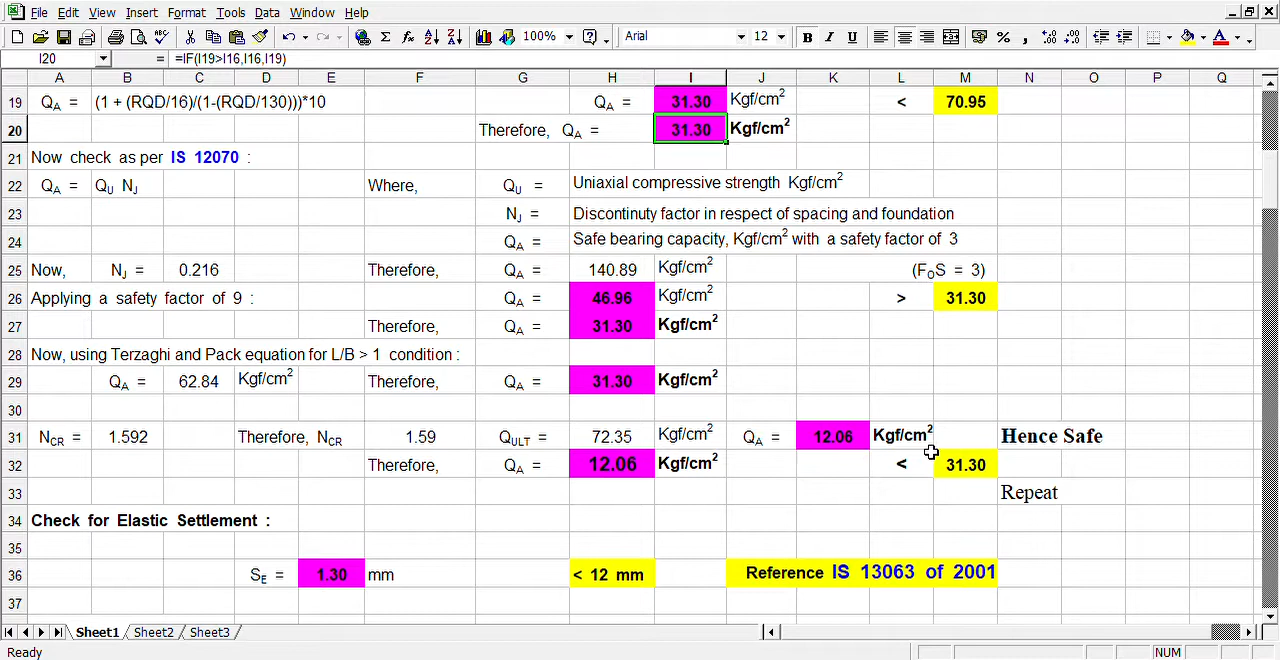 File Edit View Insert Format Tools Data Window Help
100% Arial 12 B I U
I20 = =IF(I19>I16,I16,I19)
A B C D E F G H I J K L M N O P Q
19 QA = (1 + (RQD/16)/(1-(RQD/130)))*10 QA = 31.30 Kgf/cm2 < 70.95
20 Therefore, QA = 31.30 Kgf/cm2
21 Now check as per IS 12070 :
22 QA = QU NJ Where, QU = Uniaxial compressive strength Kgf/cm2
23 NJ = Discontinuty factor in respect of spacing and foundation
24 QA = Safe bearing capacity, Kgf/cm2 with a safety factor of 3
25 Now, NJ = 0.216 Therefore, QA = 140.89 Kgf/cm2 (FOS = 3)
26 Applying a safety factor of 9 : QA = 46.96 Kgf/cm2 > 31.30
27 Therefore, QA = 31.30 Kgf/cm2
28 Now, using Terzaghi and Pack equation for L/B > 1 condition :
29 QA = 62.84 Kgf/cm2 Therefore, QA = 31.30 Kgf/cm2
30
31 NCR = 1.592 Therefore, NCR 1.59 QULT = 72.35 Kgf/cm2 QA = 12.06 Kgf/cm2 Hence Safe
32 Therefore, QA = 12.06 Kgf/cm2 < 31.30
33 Repeat
34 Check for Elastic Settlement :
35
36 SE = 1.30 mm < 12 mm Reference IS 13063 of 2001
37
Sheet1 Sheet2 Sheet3
Ready NUM